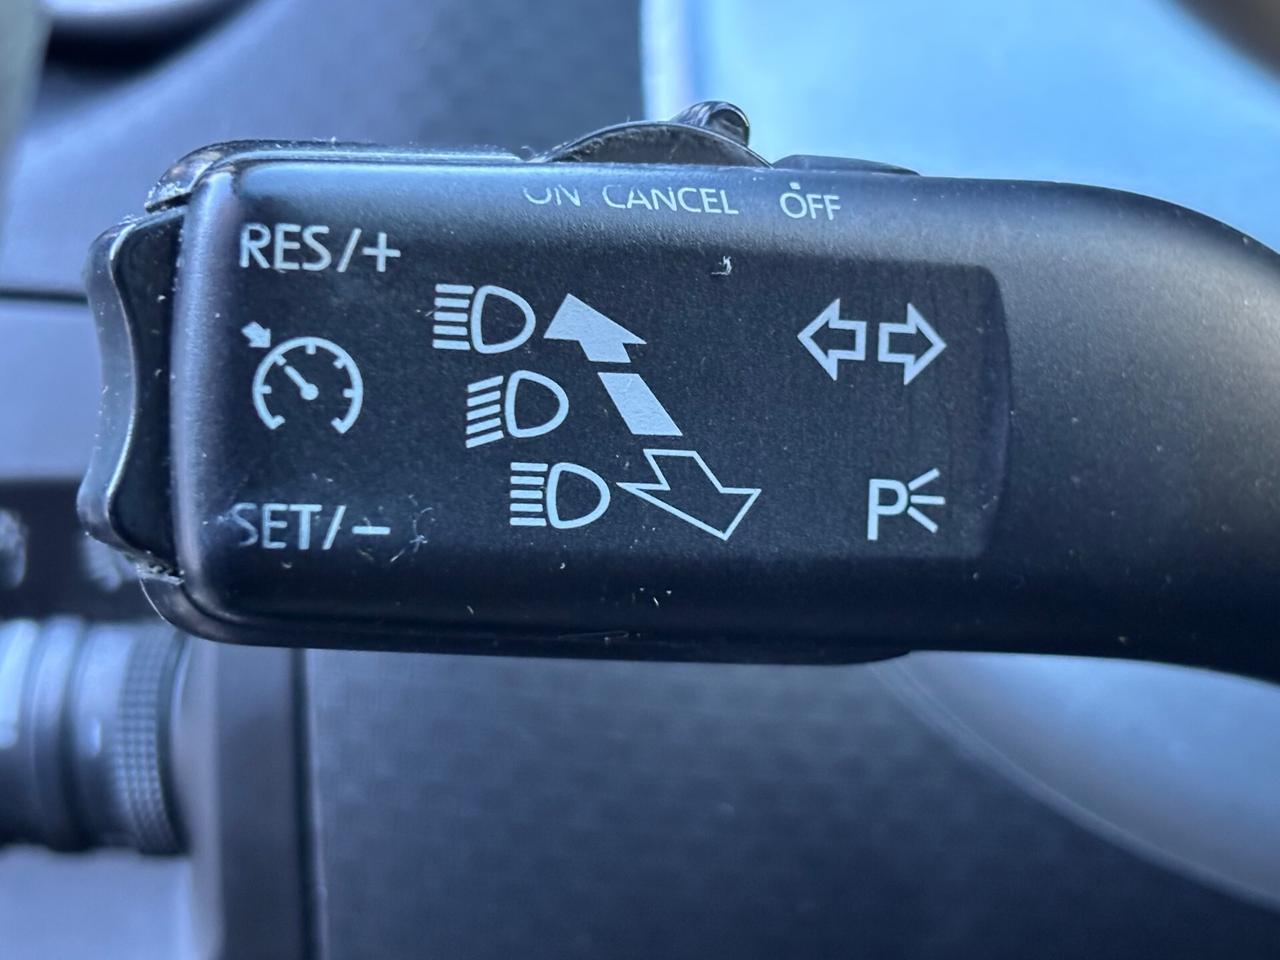 ON CANCEL OFF
RES/+
SET/-
P